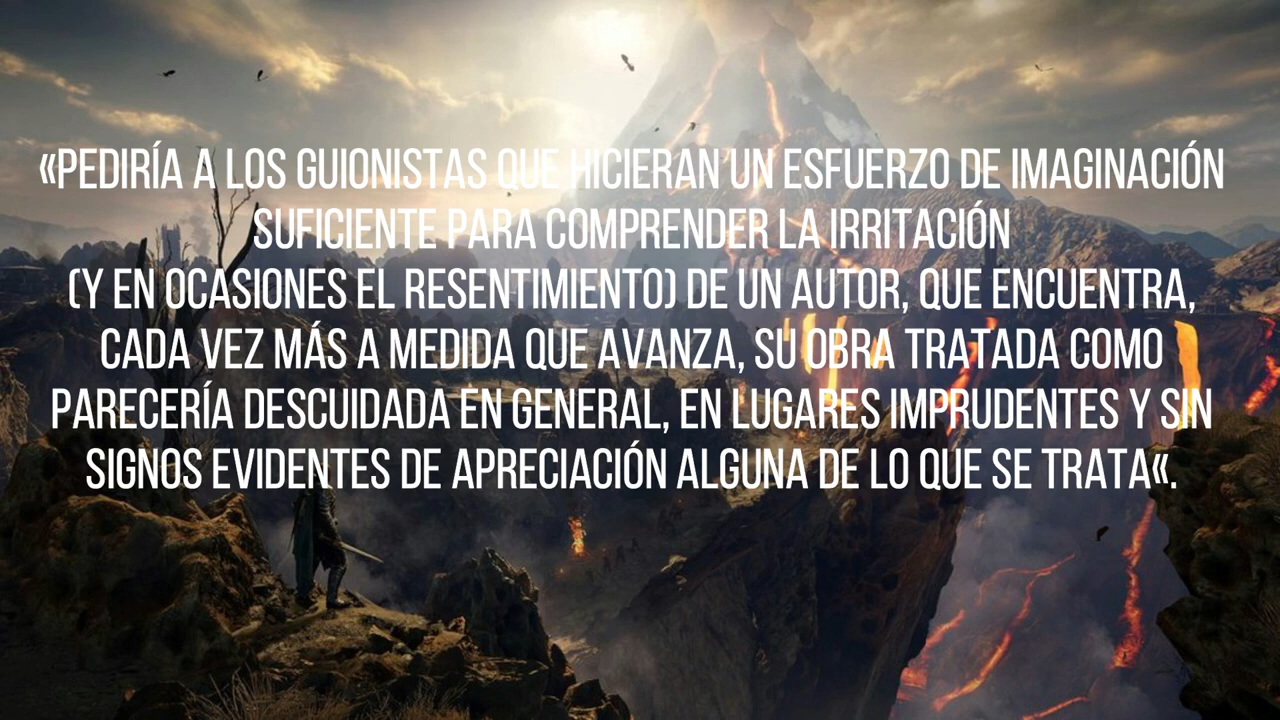 «PEDIRÍA A LOS GUIONISTAS QUE HICIERAN UN ESFUERZO DE IMAGINACIÓN
SUFICIENTE PARA COMPRENDER LA IRRITACIÓN
(Y EN OCASIONES EL RESENTIMIENTO) DE UN AUTOR, QUE ENCUENTRA,
CADA VEZ MÁS A MEDIDA QUE AVANZA, SU OBRA TRATADA COMO
PARECERÍA DESCUIDADA EN GENERAL, EN LUGARES IMPRUDENTES Y SIN
SIGNOS EVIDENTES DE APRECIACIÓN ALGUNA DE LO QUE SE TRATA«.